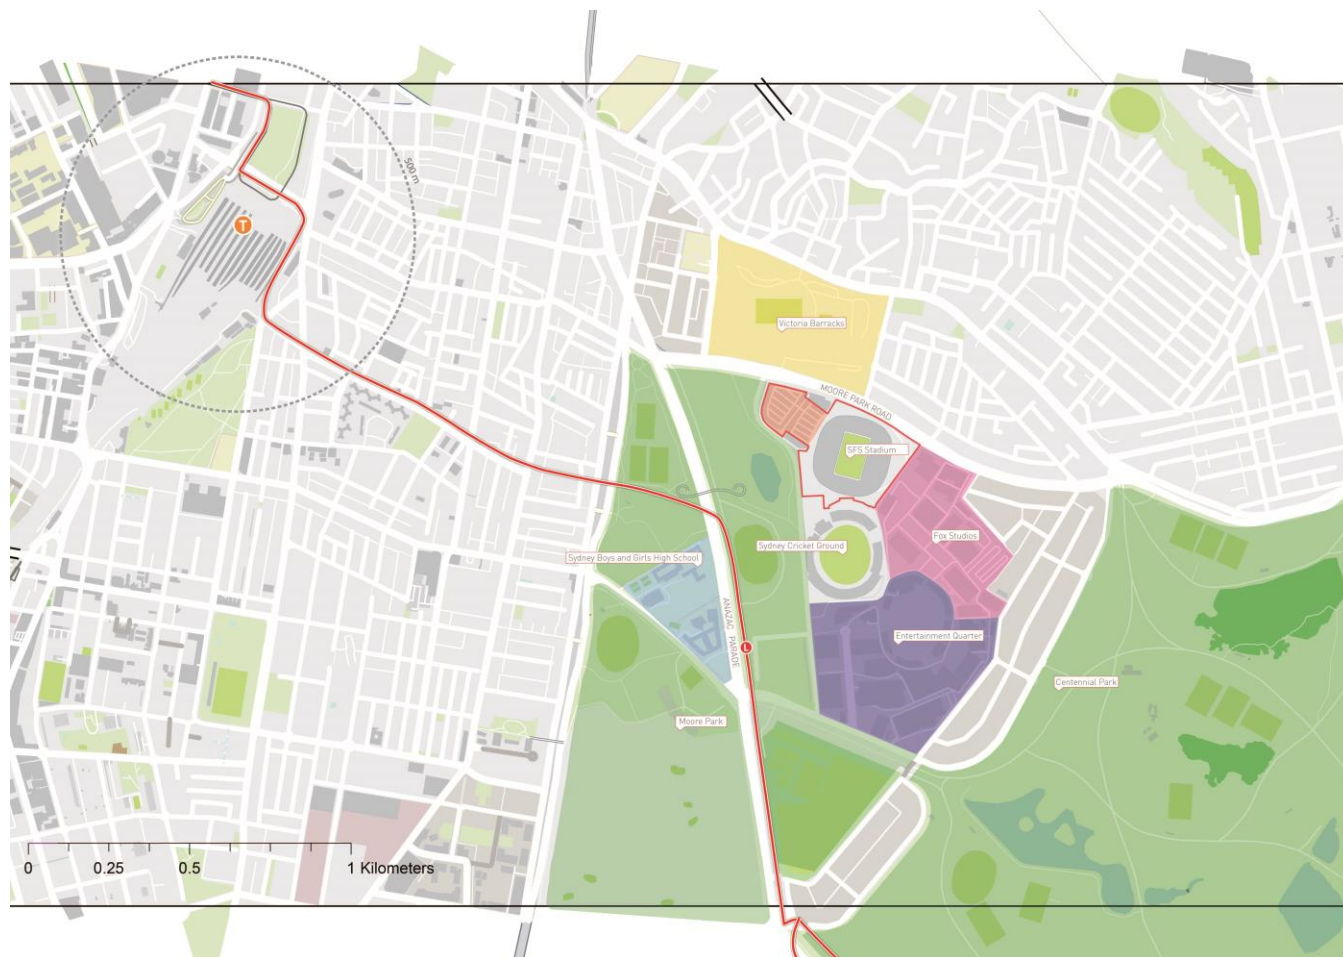 500 m
T
Victoria Barracks
MOORE PARK ROAD
SFS Stadium
Fox Studios
Sydney Cricket Ground
Sydney Boys and Girls High School
ANAZAC PARADE
Entertainment Quarter
L
Centennial Park
Moore Park
0 0.25 0.5 1 Kilometers